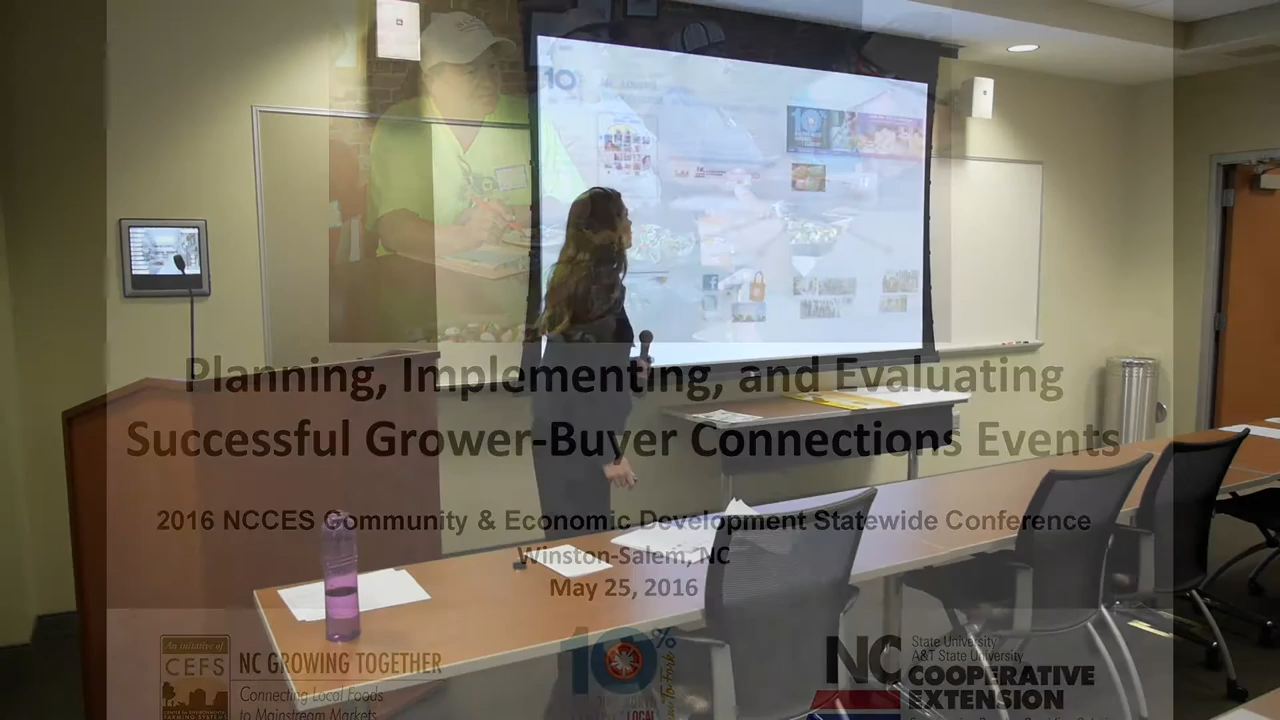 Planning, Implementing, and Evaluating
Successful Grower-Buyer Connections Events
2016 NCCES Community & Economic Development Statewide Conference
Winston-Salem, NC
May 25, 2016
An initiative of
CEFS
NC GROWING TOGETHER
Connecting Local Foods
to Mainstream Markets
10%
LOCAL
NC
State University
A&T State University
COOPERATIVE
EXTENSION